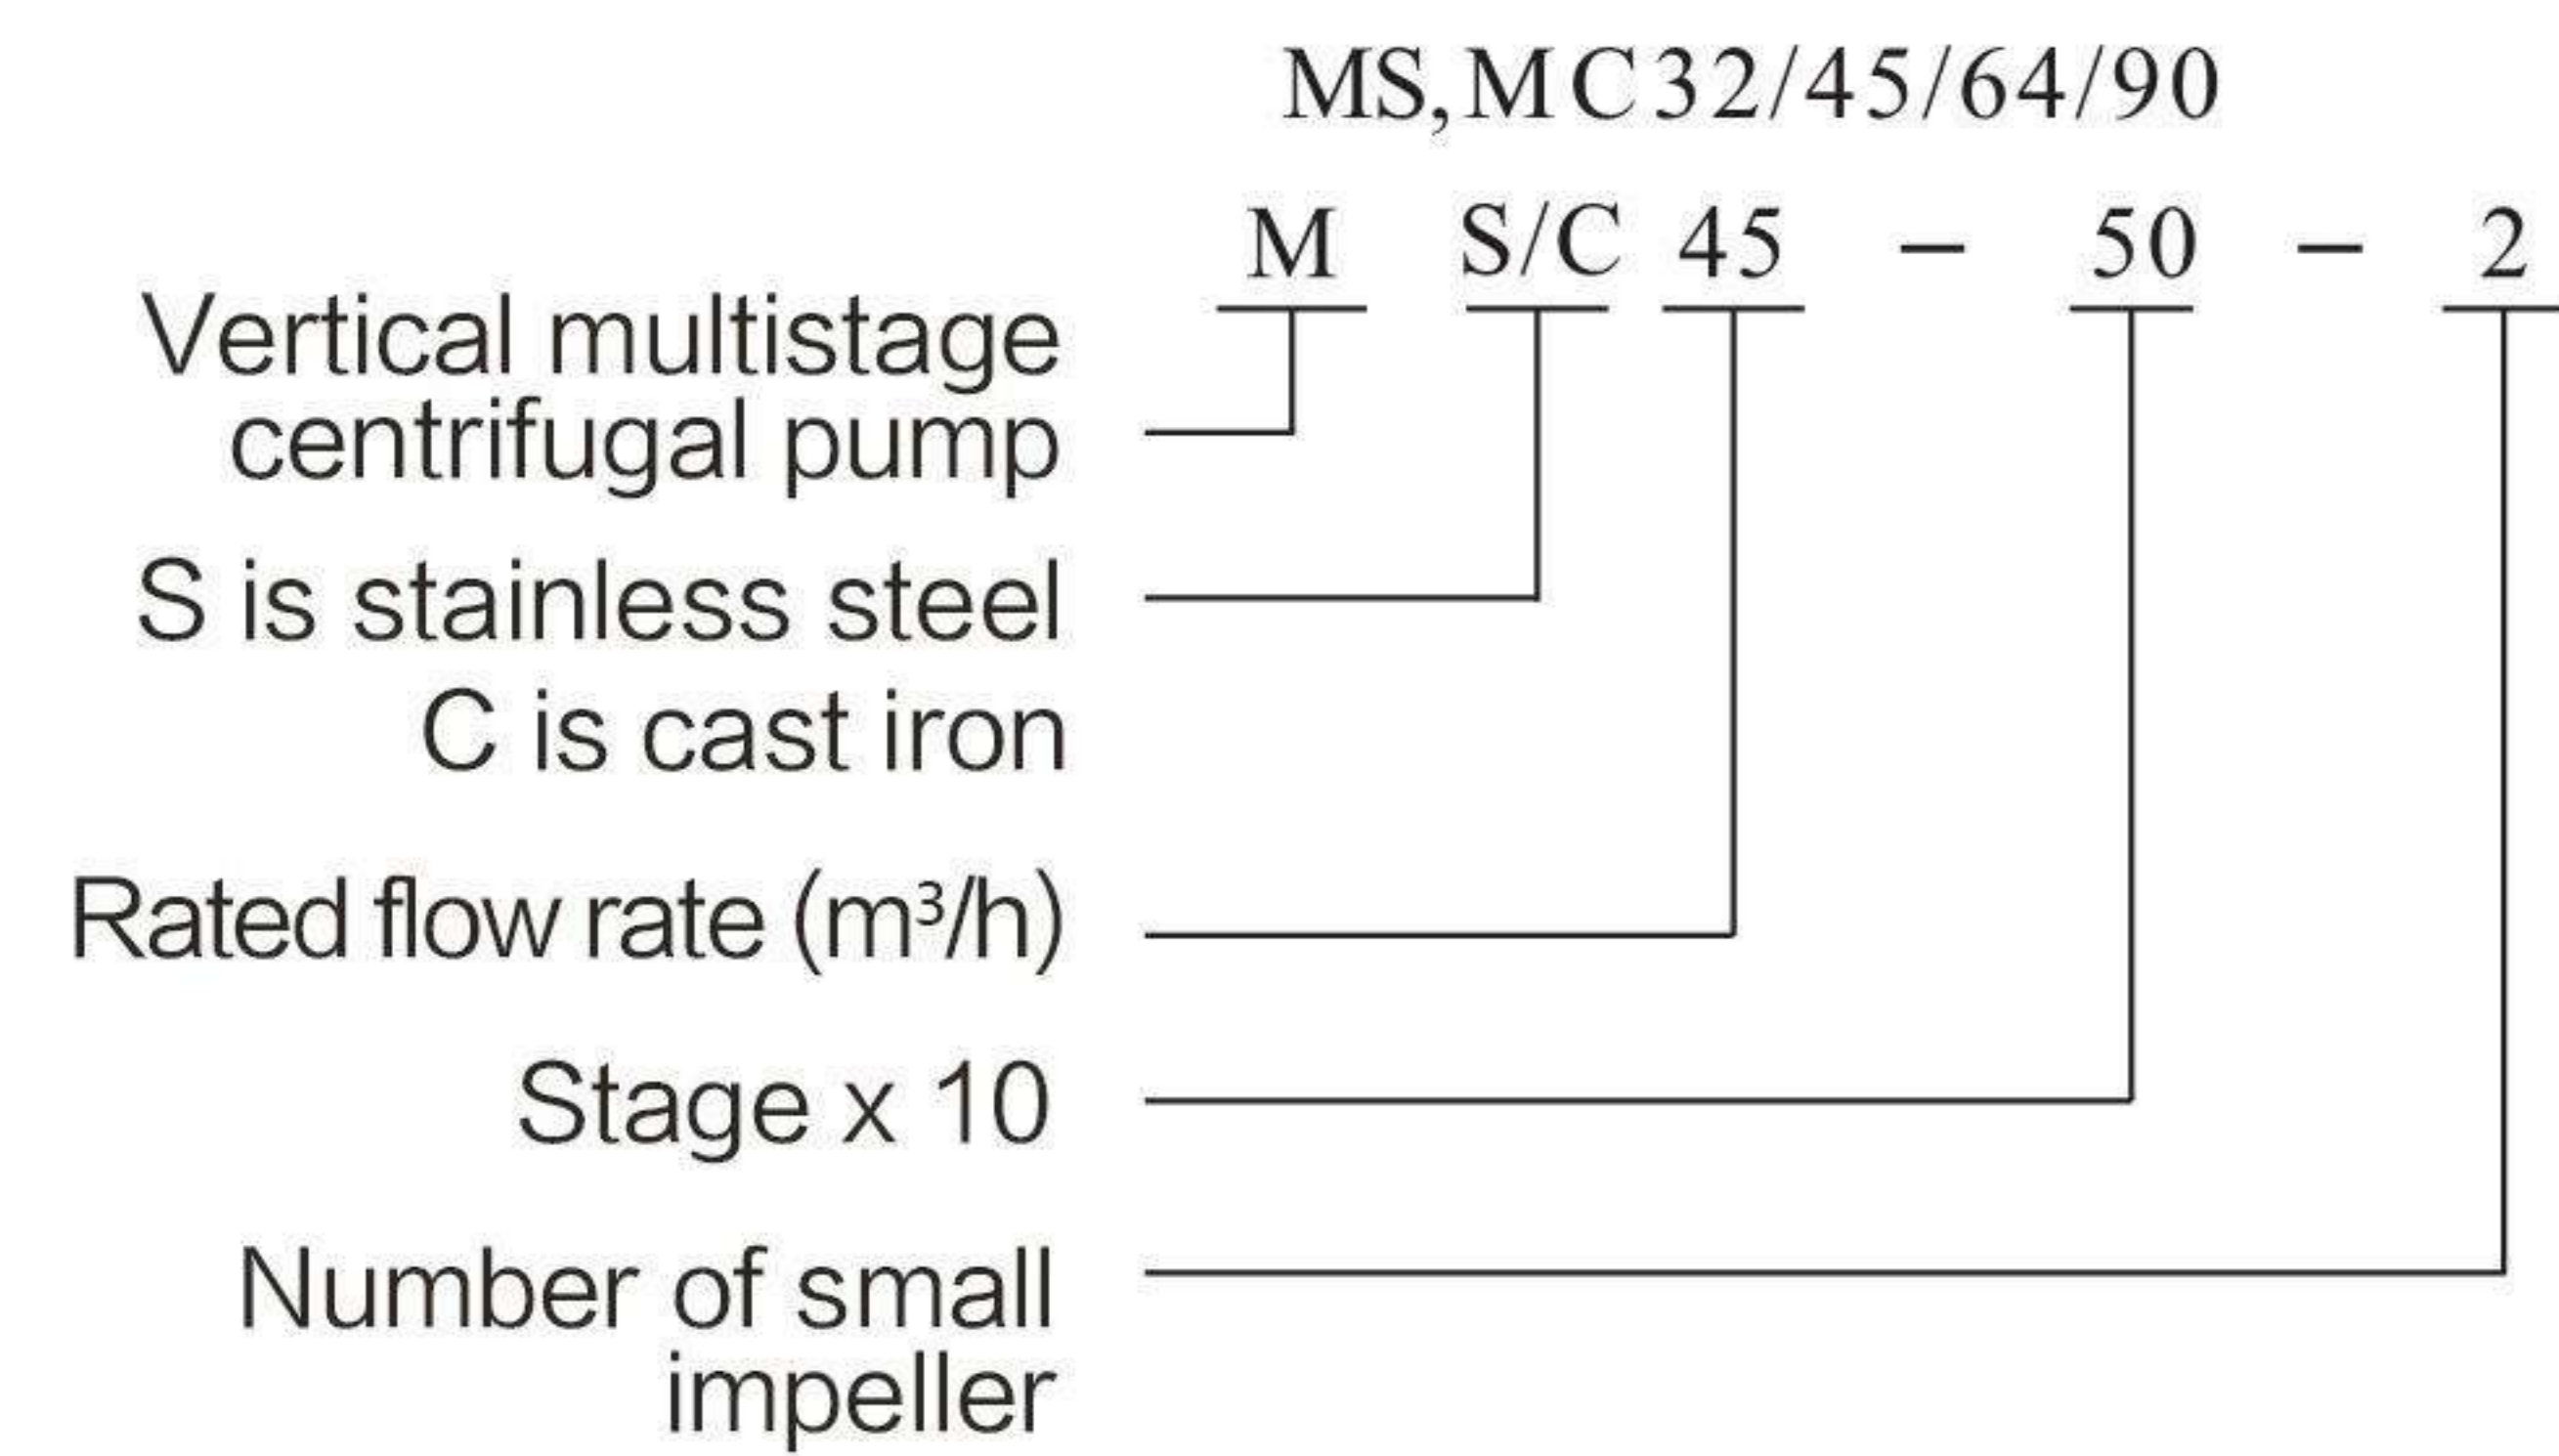 MS,MC32/45/64/90
M S/C 45 – 50 – 2
Vertical multistage
centrifugal pump
S is stainless steel
C is cast iron
Rated flow rate (m³/h)
Stage x 10
Number of small
impeller